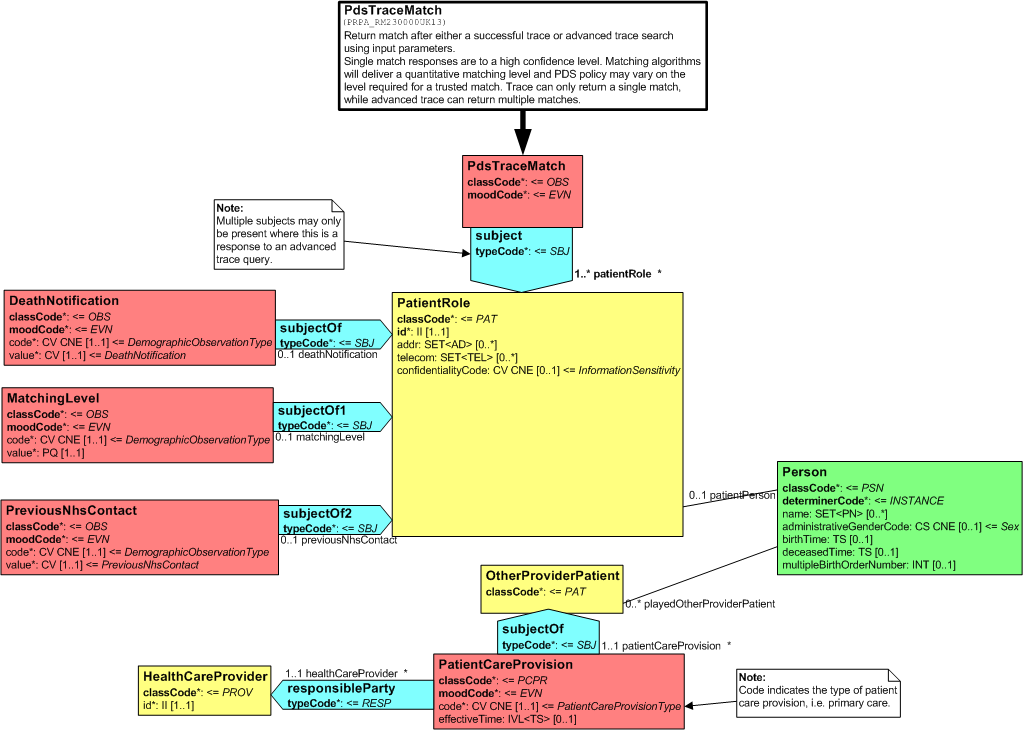 PdsTraceMatch
(PRPA_RM230000UK13)
Return match after either a successful trace or advanced trace search
using input parameters.
Single match responses are to a high confidence level. Matching algorithms
will deliver a quantitative matching level and PDS policy may vary on the
level required for a trusted match. Trace can only return a single match,
while advanced trace can return multiple matches.
PdsTraceMatch
classCode*: <= OBS
moodCode*: <= EVN
Note:
Multiple subjects may only
be present where this is a
response to an advanced
trace query.
subject
typeCode*: <= SBJ
1..* patientRole *
DeathNotification
classCode*: <= OBS
moodCode*: <= EVN
code*: CV CNE [1..1] <= DemographicObservationType
value*: CV [1..1] <= DeathNotification
subjectOf
typeCode*: <= SBJ
0..1 deathNotification
PatientRole
classCode*: <= PAT
id*: II [1..1]
addr: SET<AD> [0..*]
telecom: SET<TEL> [0..*]
confidentialityCode: CV CNE [0..1] <= InformationSensitivity
MatchingLevel
classCode*: <= OBS
moodCode*: <= EVN
code*: CV CNE [1..1] <= DemographicObservationType
value*: PQ [1..1]
subjectOf1
typeCode*: <= SBJ
0..1 matchingLevel
PreviousNhsContact
classCode*: <= OBS
moodCode*: <= EVN
code*: CV CNE [1..1] <= DemographicObservationType
value*: CV [1..1] <= PreviousNhsContact
subjectOf2
typeCode*: <= SBJ
0..1 previousNhsContact
0..1 patientPerson
Person
classCode*: <= PSN
determinerCode*: <= INSTANCE
name: SET<PN> [0..*]
administrativeGenderCode: CS CNE [0..1] <= Sex
birthTime: TS [0..1]
deceasedTime: TS [0..1]
multipleBirthOrderNumber: INT [0..1]
OtherProviderPatient
classCode*: <= PAT
0..* playedOtherProviderPatient
subjectOf
typeCode*: <= SBJ
1..1 patientCareProvision *
HealthCareProvider
classCode*: <= PROV
id*: II [1..1]
1..1 healthCareProvider *
responsibleParty
typeCode*: <= RESP
PatientCareProvision
classCode*: <= PCPR
moodCode*: <= EVN
code*: CV CNE [1..1] <= PatientCareProvisionType
effectiveTime: IVL<TS> [0..1]
Note:
Code indicates the type of patient
care provision, i.e. primary care.